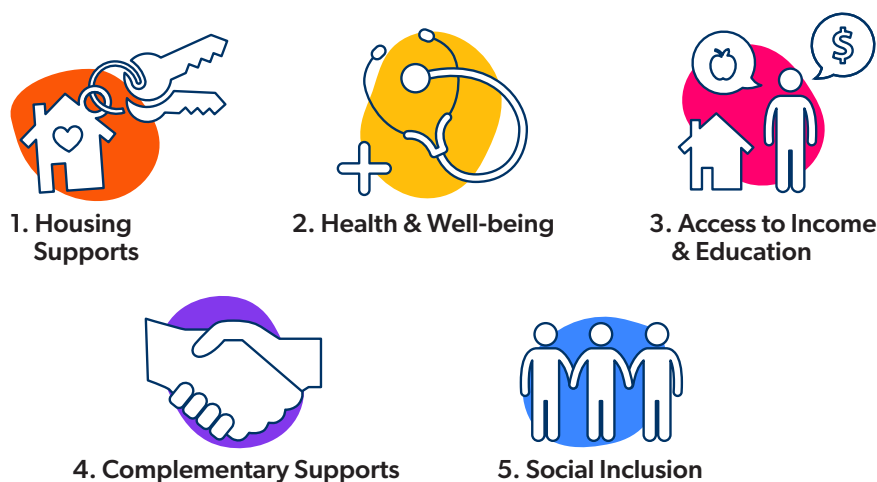 $
1. Housing
Supports
2. Health & Well-being
3. Access to Income
& Education
4. Complementary Supports
5. Social Inclusion